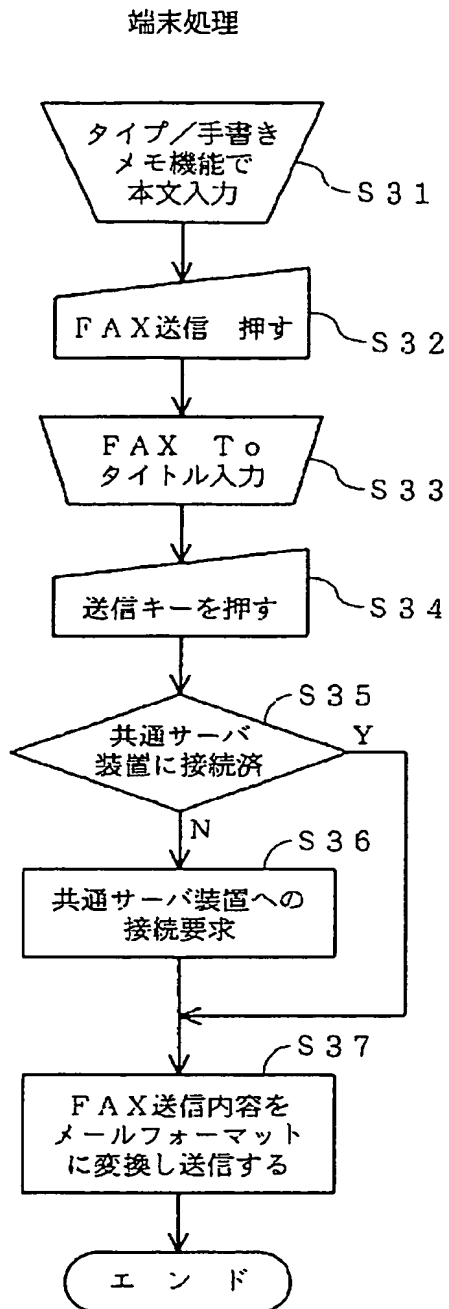 端末処理
タイプ／手書き
メモ機能で
本文入力
S31
FAX送信 押す
S32
FAX To
タイトル入力
S33
送信キーを押す
S34
S35
共通サーバ
装置に接続済
Y
N
S36
共通サーバ装置への
接続要求
S37
FAX送信内容を
メールフォーマット
に変換し送信する
エンド